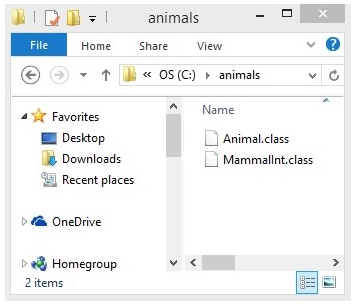 animals
File Home Share View
« OS (C:) animals
Favorites
Desktop
Downloads
Recent places
OneDrive
Homegroup
Name
Animal.class
MammalInt.class
2 items